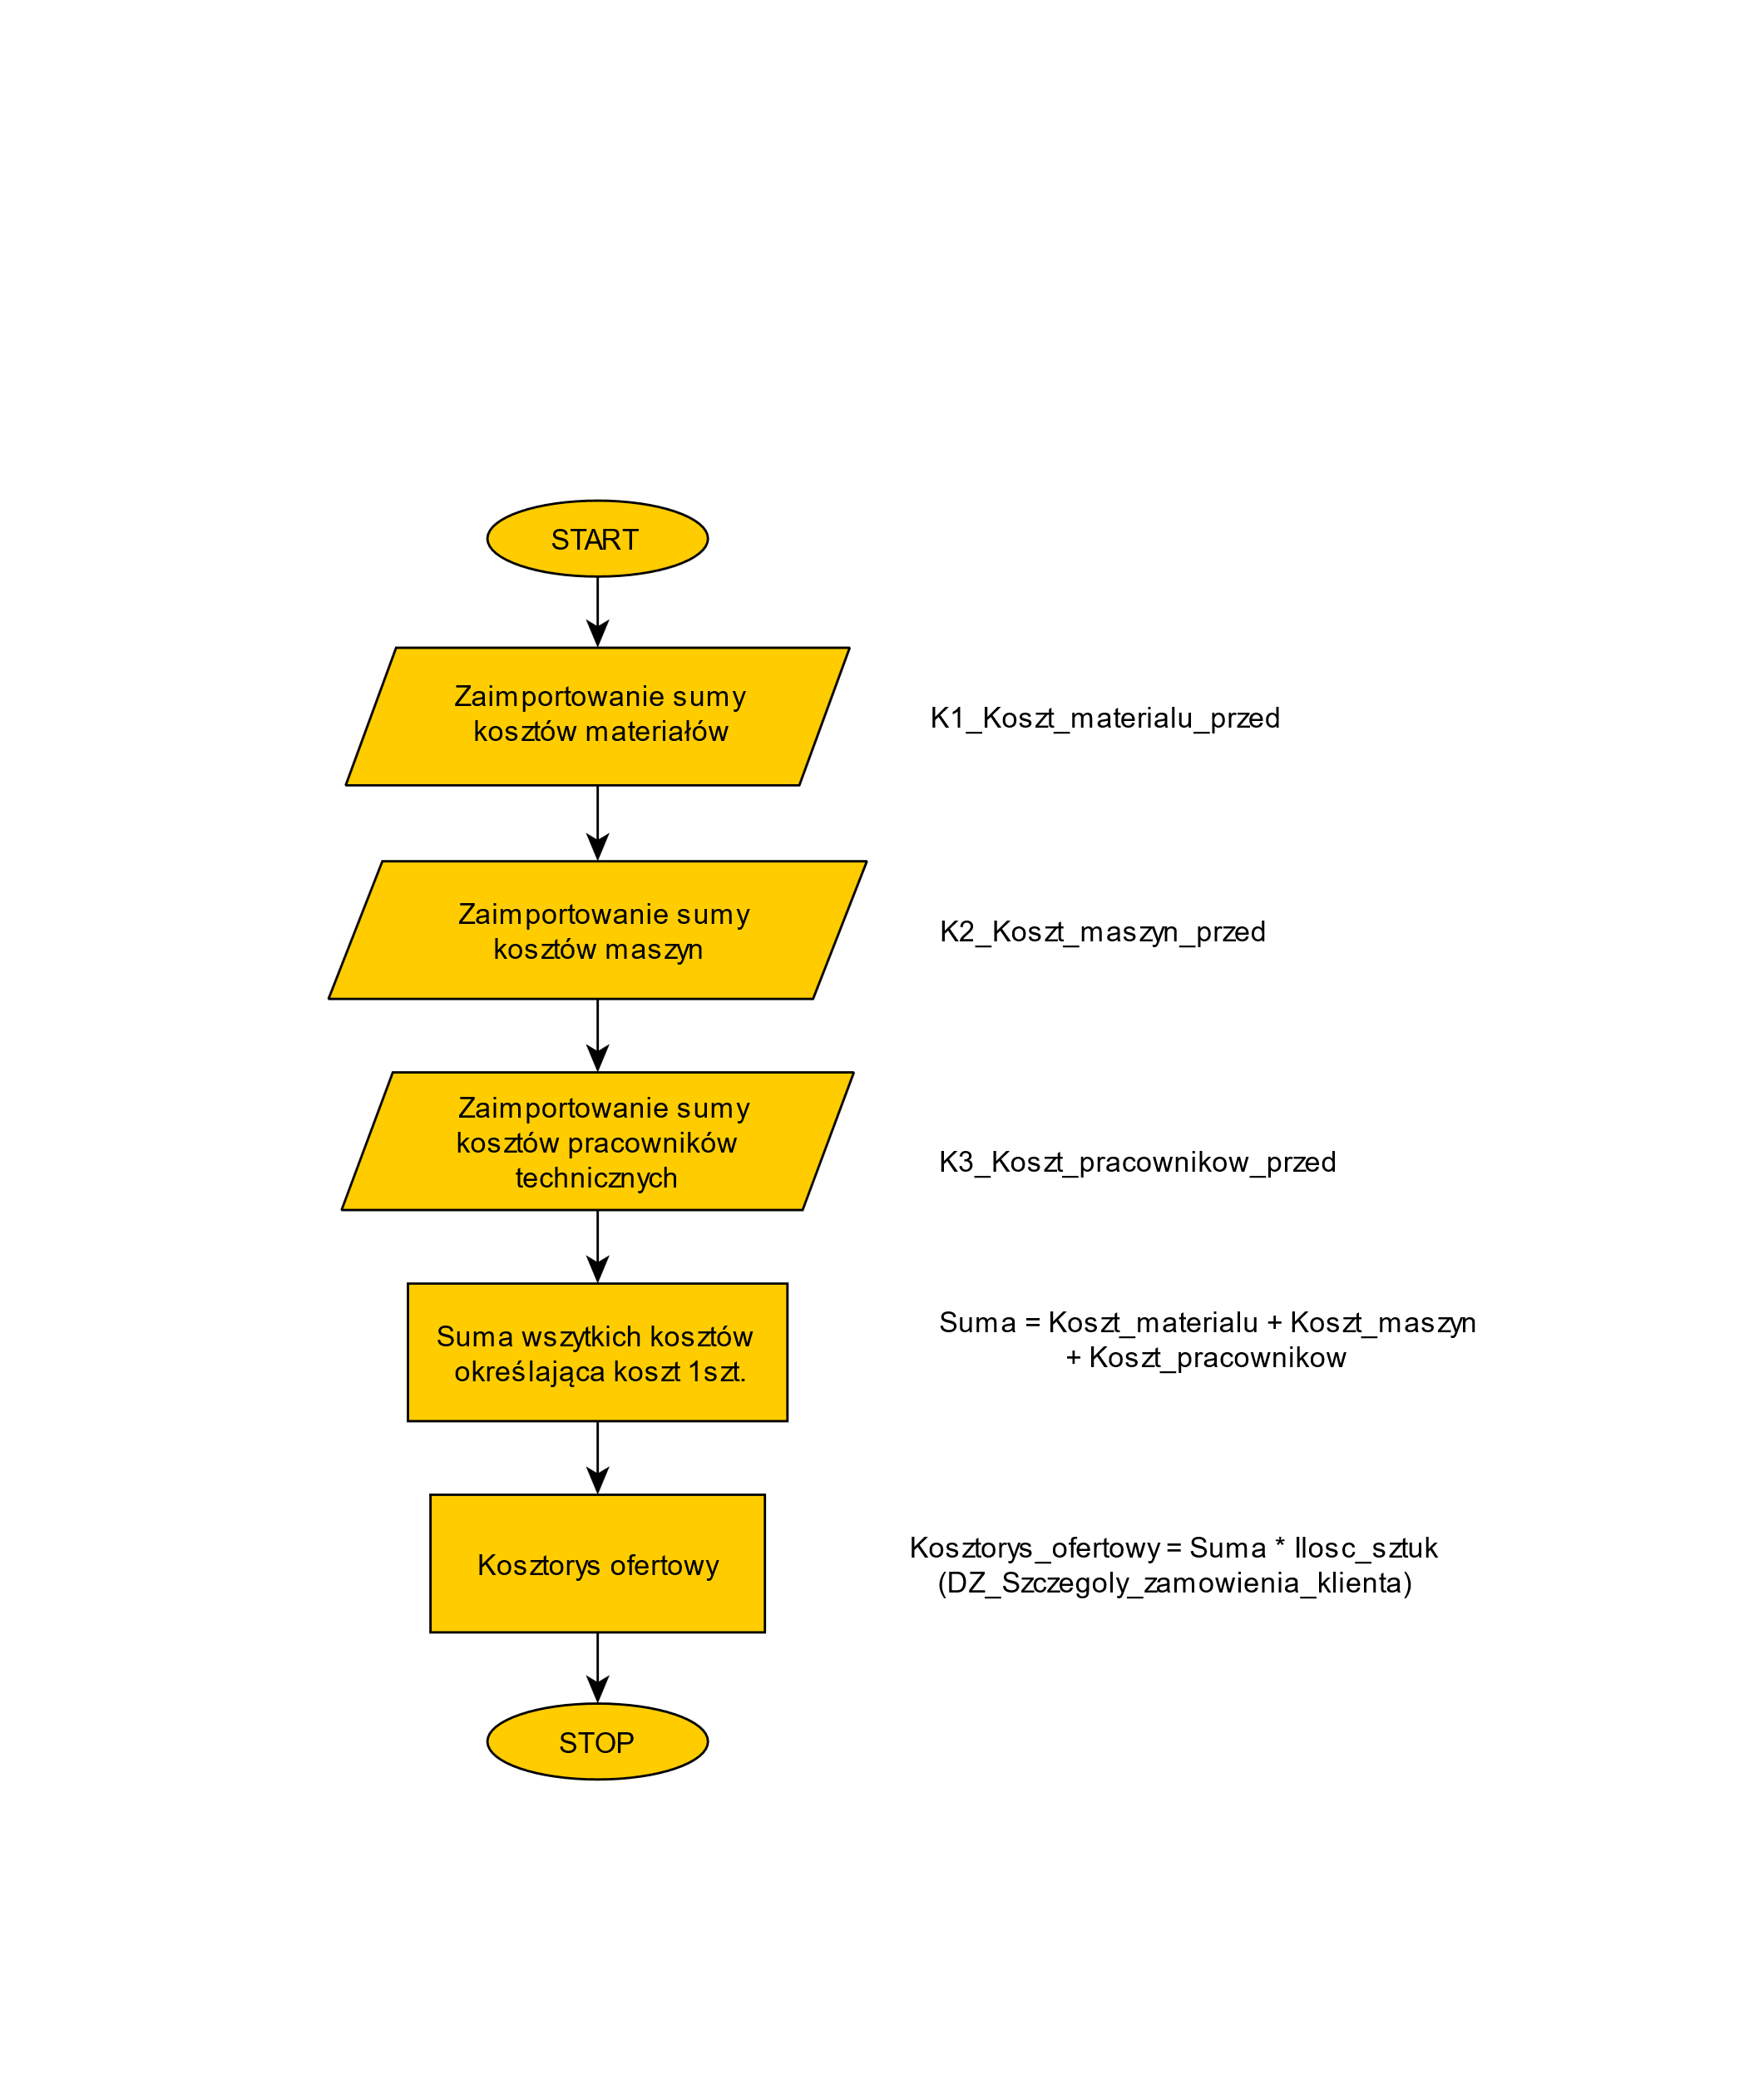 START
Zaimportowanie sumy
kosztów materiałów
K1_Koszt_materialu_przed
Zaimportowanie sumy
kosztów maszyn
K2_Koszt_maszyn_przed
Zaimportowanie sumy
kosztów pracowników
technicznych
K3_Koszt_pracownikow_przed
Suma wszytkich kosztów
określająca koszt 1szt.
Suma = Koszt_materialu + Koszt_maszyn
+ Koszt_pracownikow
Kosztorys ofertowy
Kosztorys_ofertowy = Suma * Ilosc_sztuk
(DZ_Szczegoly_zamowienia_klienta)
STOP